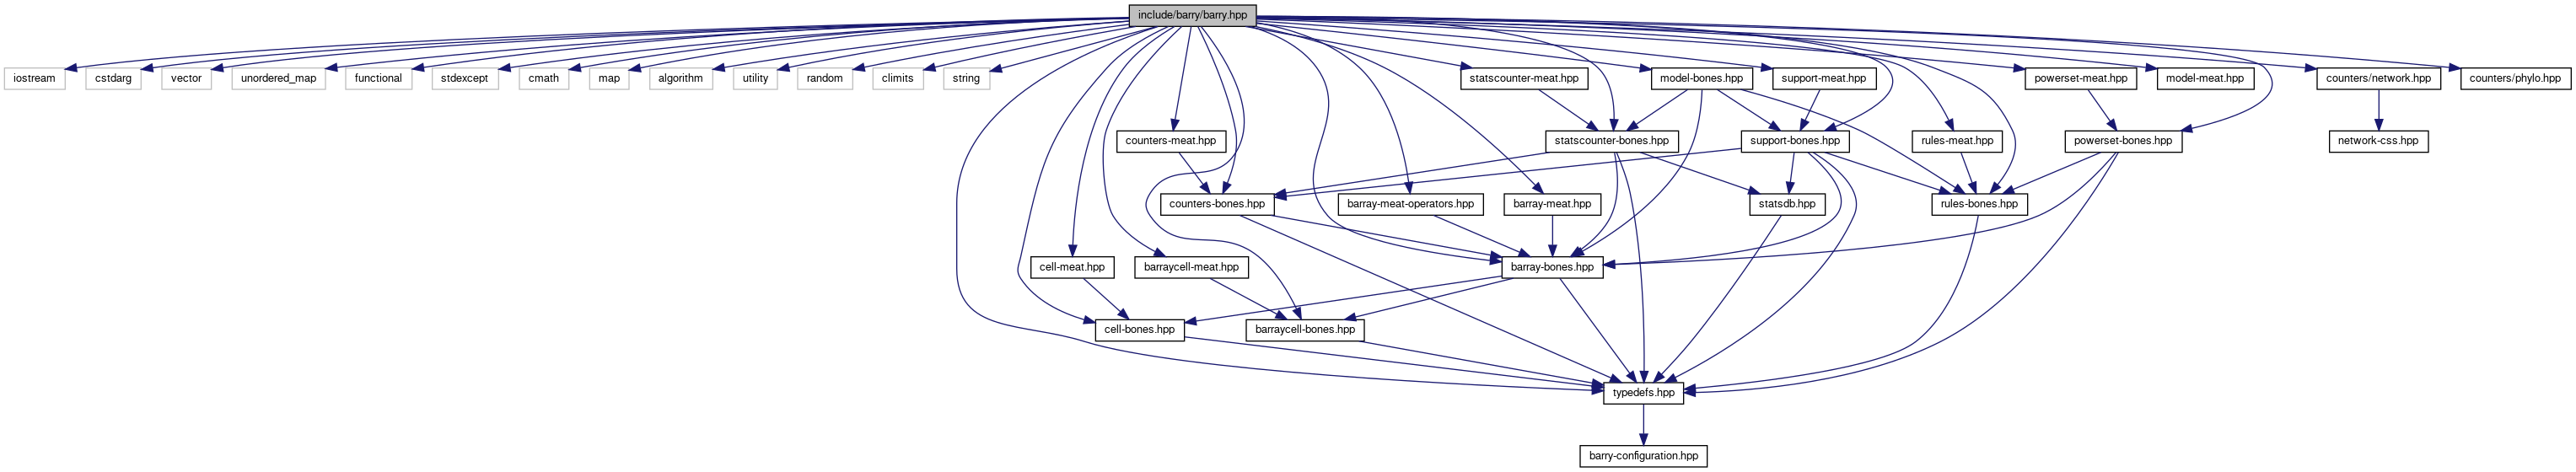 include/barry/barry.hpp
iostream
cstdarg
vector
unordered_map
functional
stdexcept
cmath
map
algorithm
utility
random
climits
string
statscounter-meat.hpp
model-bones.hpp
support-meat.hpp
powerset-meat.hpp
model-meat.hpp
counters/network.hpp
counters/phylo.hpp
counters-meat.hpp
statscounter-bones.hpp
support-bones.hpp
rules-meat.hpp
powerset-bones.hpp
network-css.hpp
counters-bones.hpp
barray-meat-operators.hpp
barray-meat.hpp
statsdb.hpp
rules-bones.hpp
cell-meat.hpp
barraycell-meat.hpp
barray-bones.hpp
cell-bones.hpp
barraycell-bones.hpp
typedefs.hpp
barry-configuration.hpp